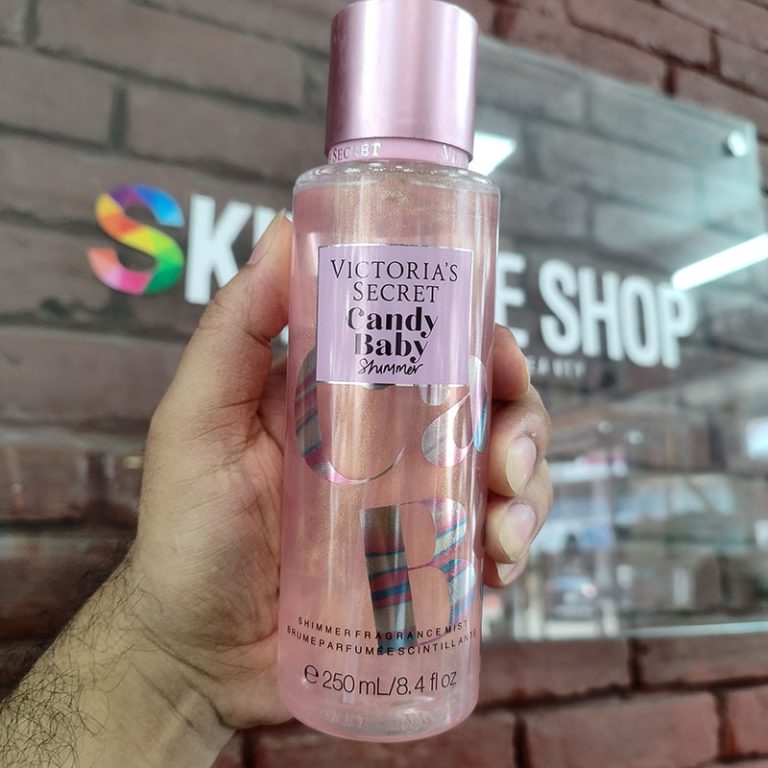 SECRET
VICTORIA'S
SECRET
Candy
Baby
Shimmer
Ca
B
SHIMMER FRAGRANCE MIST
BRUME PARFUMÉE SCINTILLANTE
℮ 250 mL/8.4 fl oz
SHOP